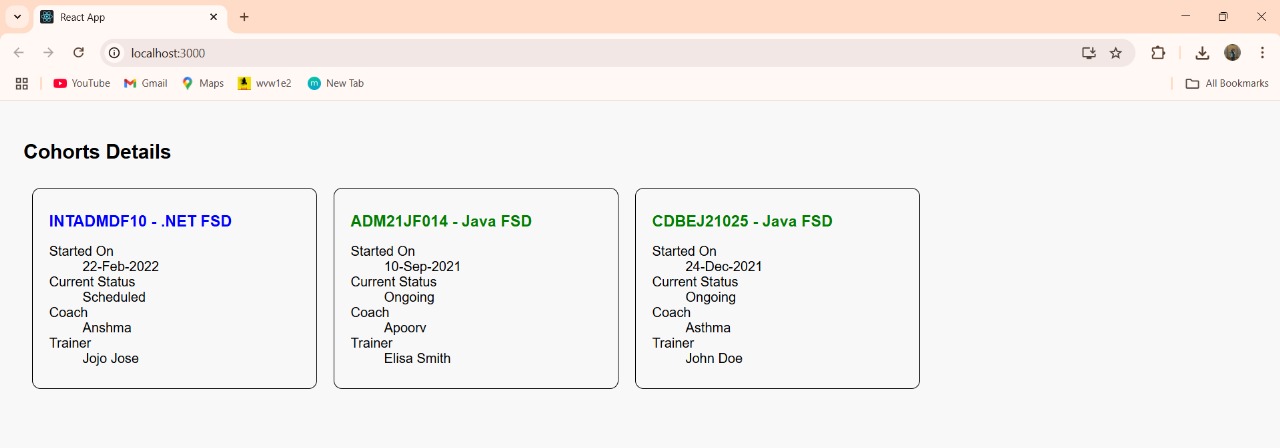 React App
localhost:3000
YouTube
Gmail
Maps
wvw1e2
New Tab
All Bookmarks
Cohorts Details
INTADMDF10 - .NET FSD
Started On
22-Feb-2022
Current Status
Scheduled
Coach
Anshma
Trainer
Jojo Jose
ADM21JF014 - Java FSD
Started On
10-Sep-2021
Current Status
Ongoing
Coach
Apoorv
Trainer
Elisa Smith
CDBEJ21025 - Java FSD
Started On
24-Dec-2021
Current Status
Ongoing
Coach
Asthma
Trainer
John Doe